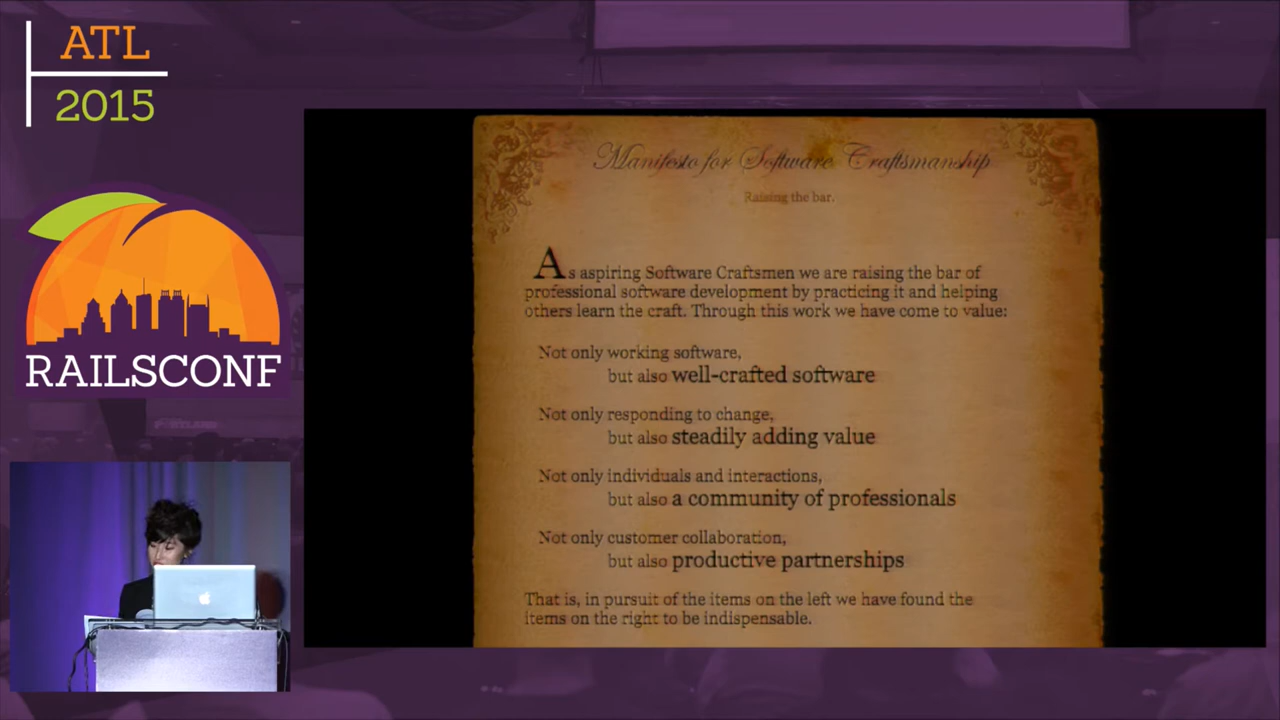 ATL
2015
RAILSCONF
Manifesto for Software Craftsmanship
Raising the bar.
As aspiring Software Craftsmen we are raising the bar of
professional software development by practicing it and helping
others learn the craft. Through this work we have come to value:
Not only working software,
but also well-crafted software
Not only responding to change,
but also steadily adding value
Not only individuals and interactions,
but also a community of professionals
Not only customer collaboration,
but also productive partnerships
That is, in pursuit of the items on the left we have found the
items on the right to be indispensable.